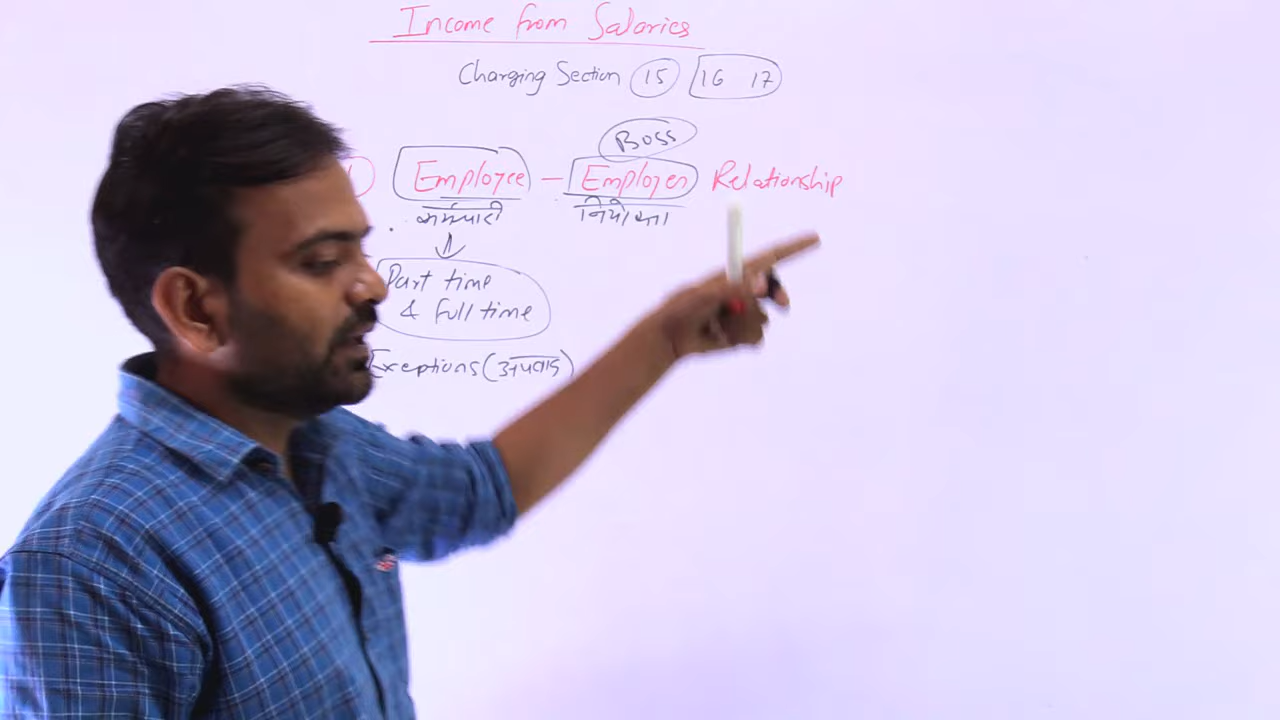 Income from Salaries
Charging Section 15 16 17
Boss
Employee - Employer Relationship
कर्मचारी नियोक्ता
Part time
& Full time
Exceptions (अपवाद)